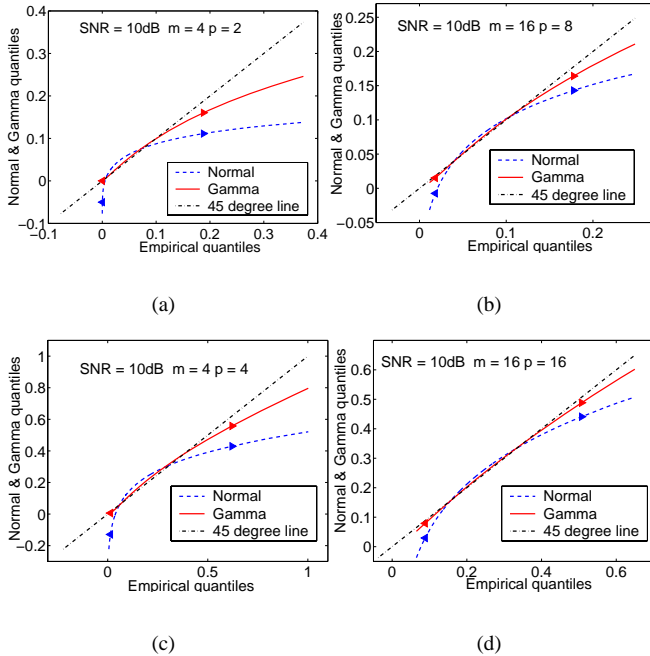 SNR = 10dB m = 4 p = 2
Normal & Gamma quantiles
0.4
0.3
0.2
0.1
0
−0.1
Normal
Gamma
45 degree line
−0.1 0 0.1 0.2 0.3 0.4
Empirical quantiles
(a)
SNR = 10dB m = 16 p = 8
Normal & Gamma quantiles
0.25
0.2
0.15
0.1
0.05
0
−0.05
Normal
Gamma
45 degree line
0 0.1 0.2
Empirical quantiles
(b)
SNR = 10dB m = 4 p = 4
Normal & Gamma quantiles
1
0.8
0.6
0.4
0.2
0
−0.2
Normal
Gamma
45 degree line
0 0.5 1
Empirical quantiles
(c)
SNR = 10dB m = 16 p = 16
Normal & Gamma quantiles
0.6
0.5
0.4
0.3
0.2
0.1
0
Normal
Gamma
45 degree line
0 0.2 0.4 0.6
Empirical quantiles
(d)